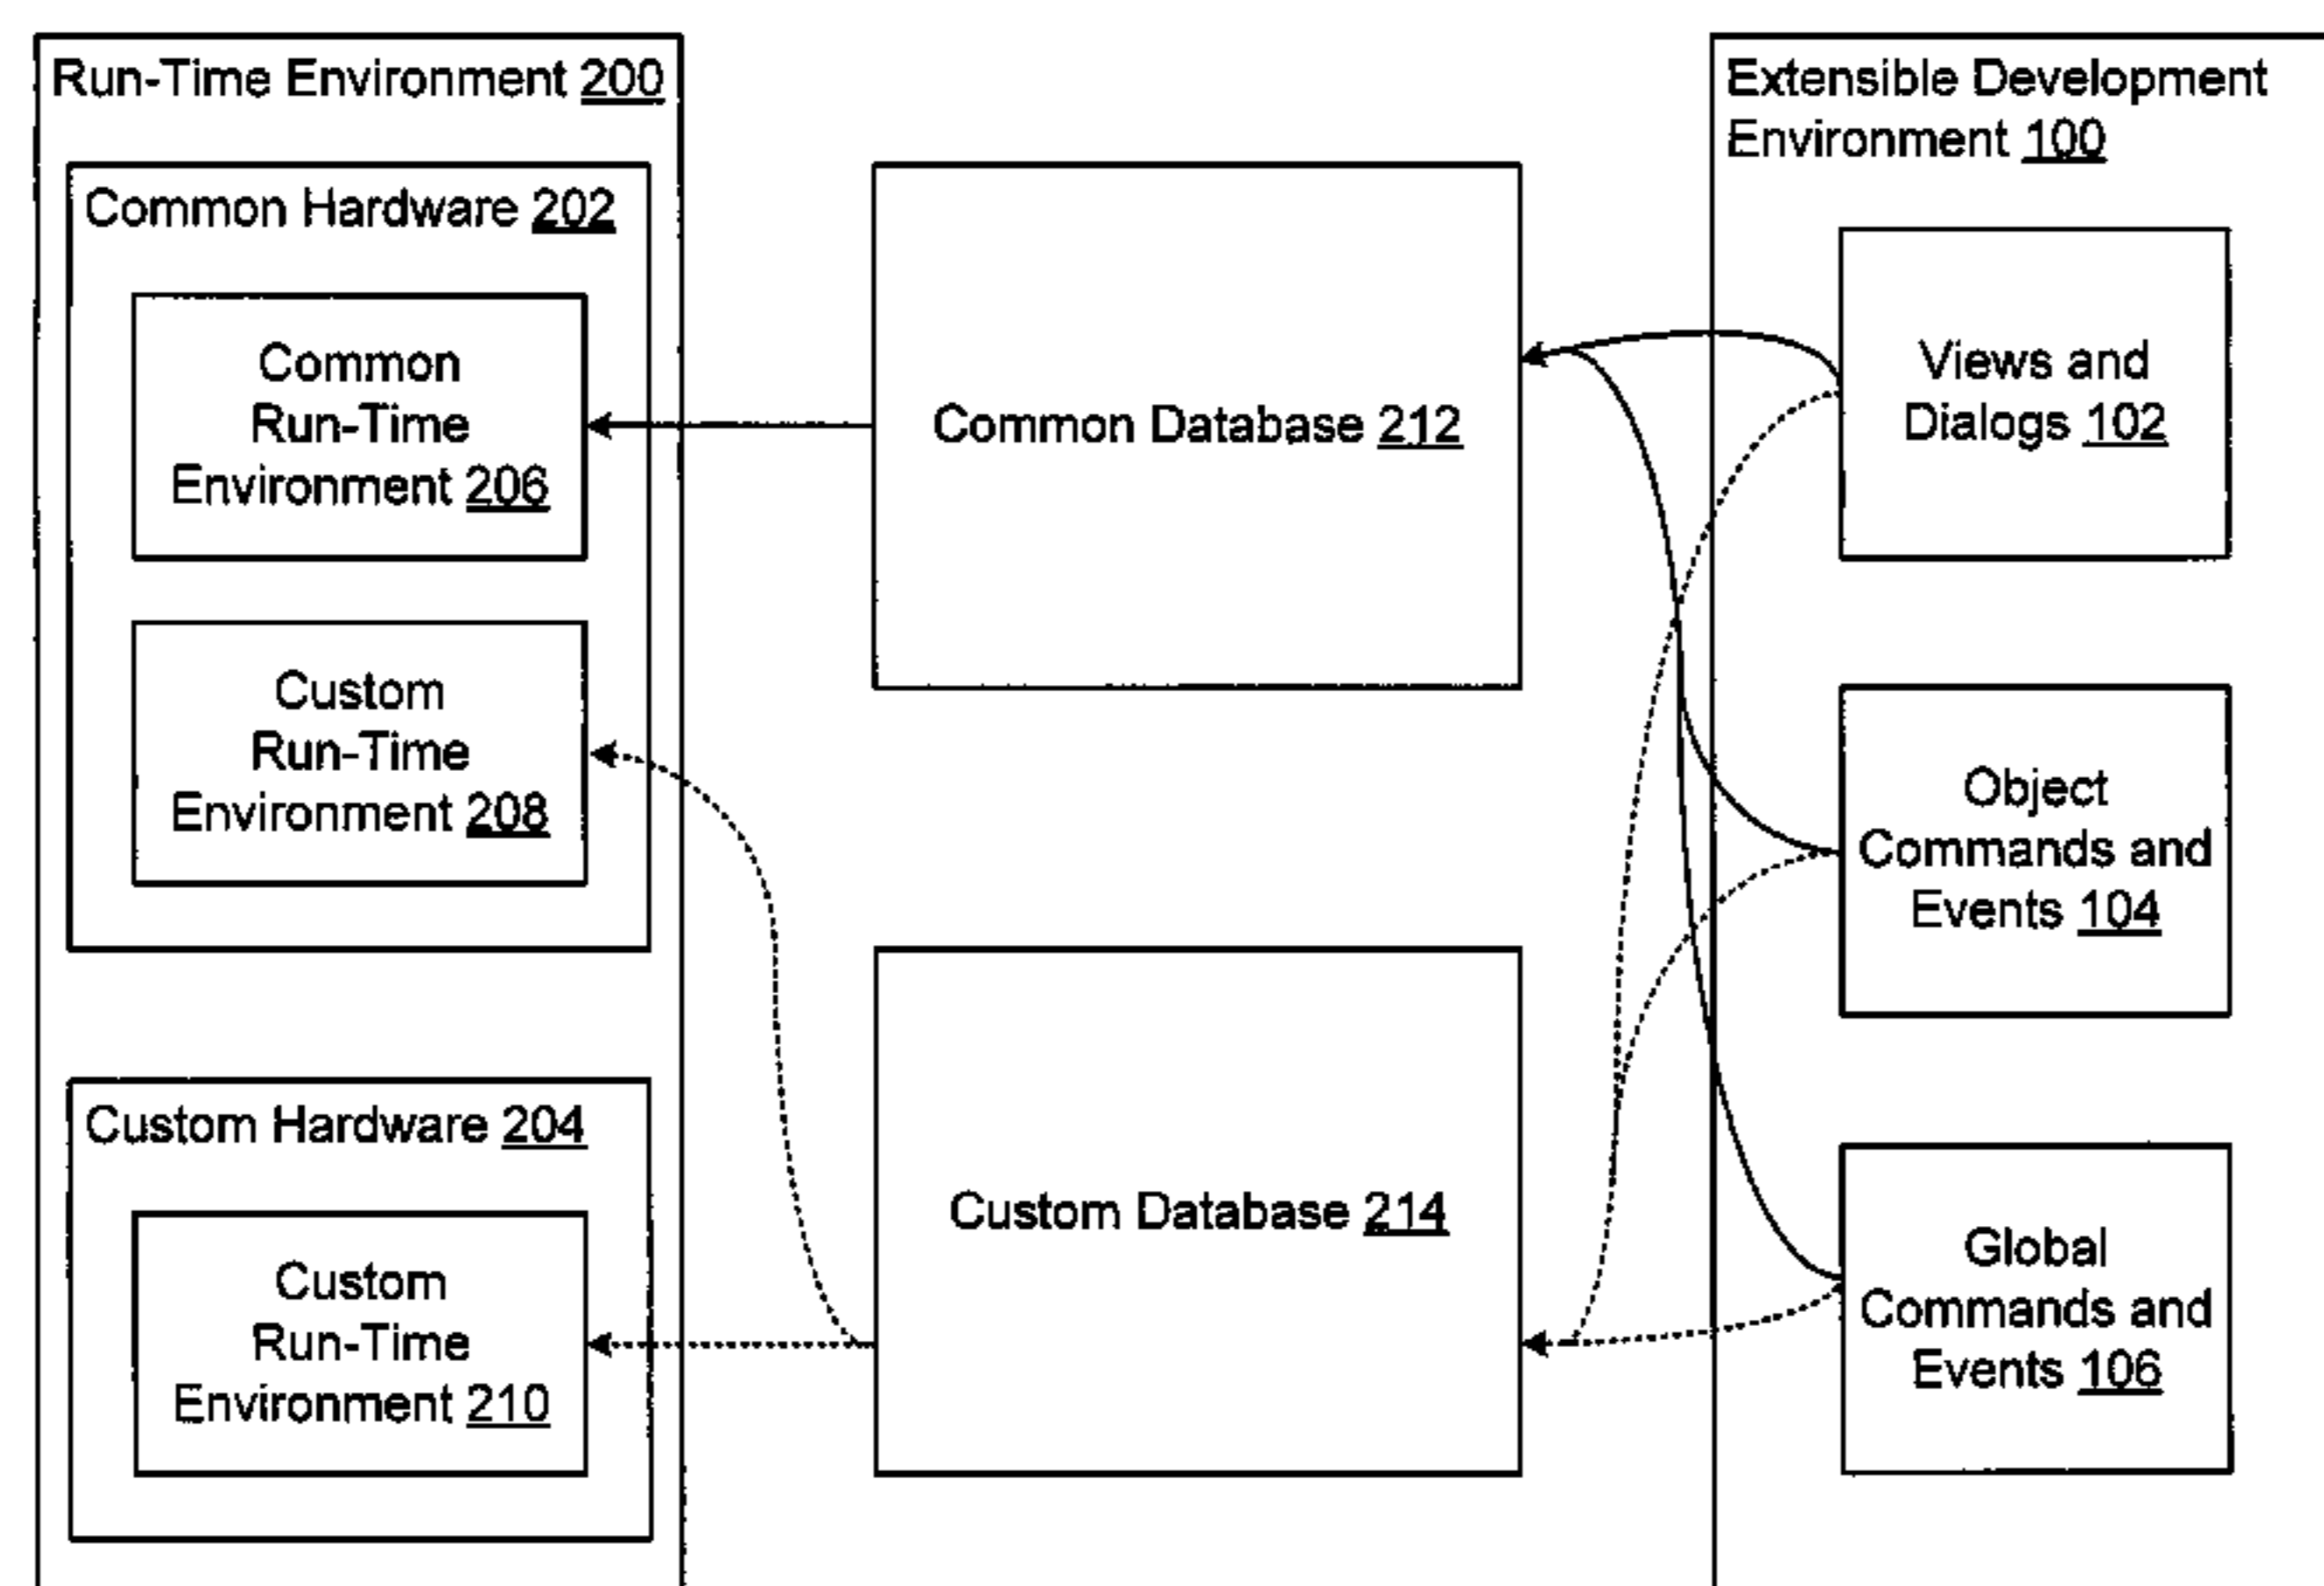 Run-Time Environment 200
Common Hardware 202
Common
Run-Time
Environment 206
Custom
Run-Time
Environment 208
Custom Hardware 204
Custom
Run-Time
Environment 210
Common Database 212
Custom Database 214
Extensible Development
Environment 100
Views and
Dialogs 102
Object
Commands and
Events 104
Global
Commands and
Events 106